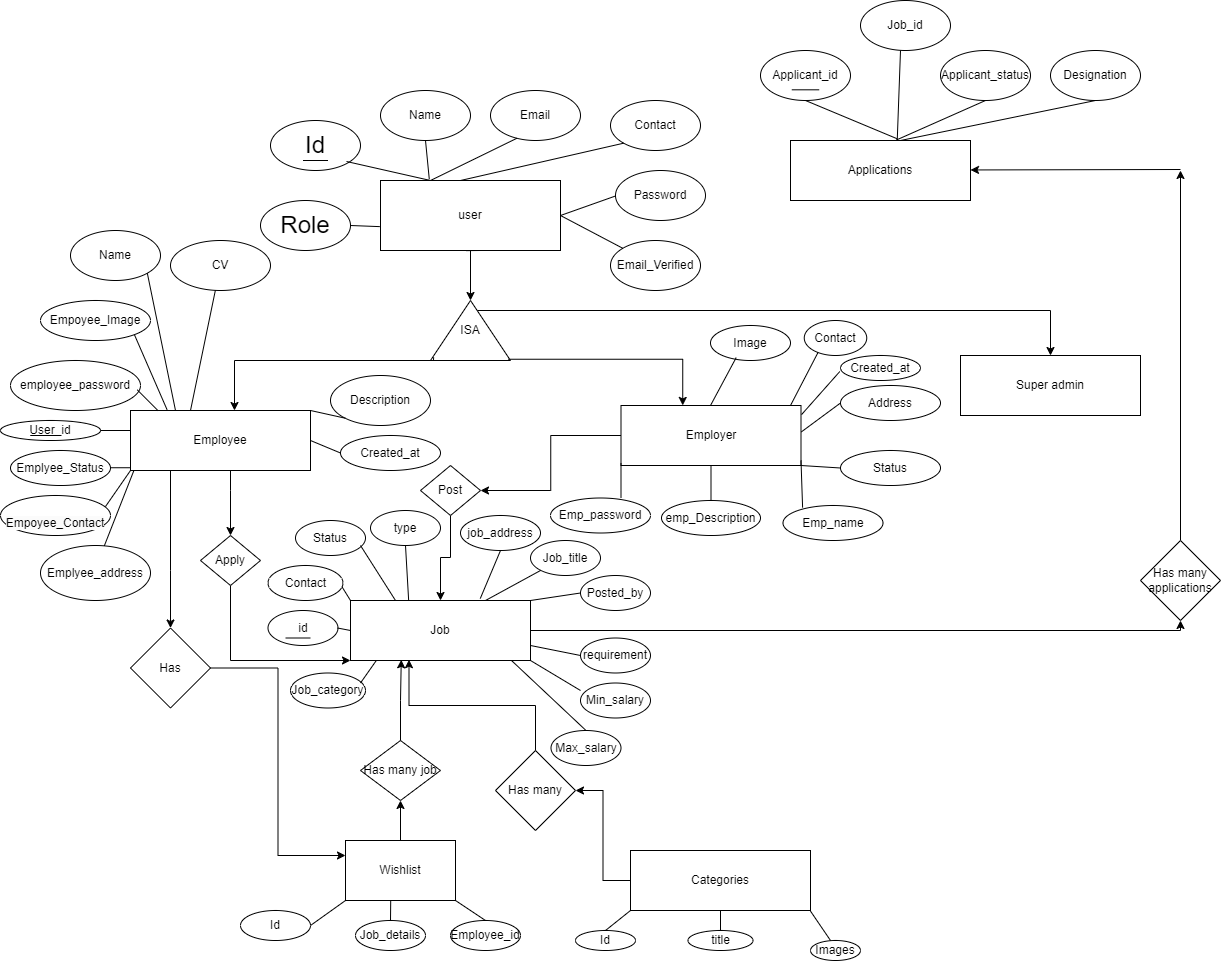 Job_id
Applicant_id
Applicant_status
Designation
Name
Email
Contact
Id
Applications
Password
user
Role
Email_Verified
Name
CV
Empoyee_Image
ISA
Image
Contact
Created_at
employee_password
Super admin
Description
Address
User_id
Employee
Employer
Created_at
Emplyee_Status
Status
Post
Empoyee_Contact
Emp_password
emp_Description
Emp_name
type
job_address
Status
Apply
Job_title
Emplyee_address
Has many
applications
Contact
Posted_by
id
Job
requirement
Has
Job_category
Min_salary
Max_salary
Has many job
Has many
Wishlist
Categories
Id
Job_details
Employee_id
Id
title
Images